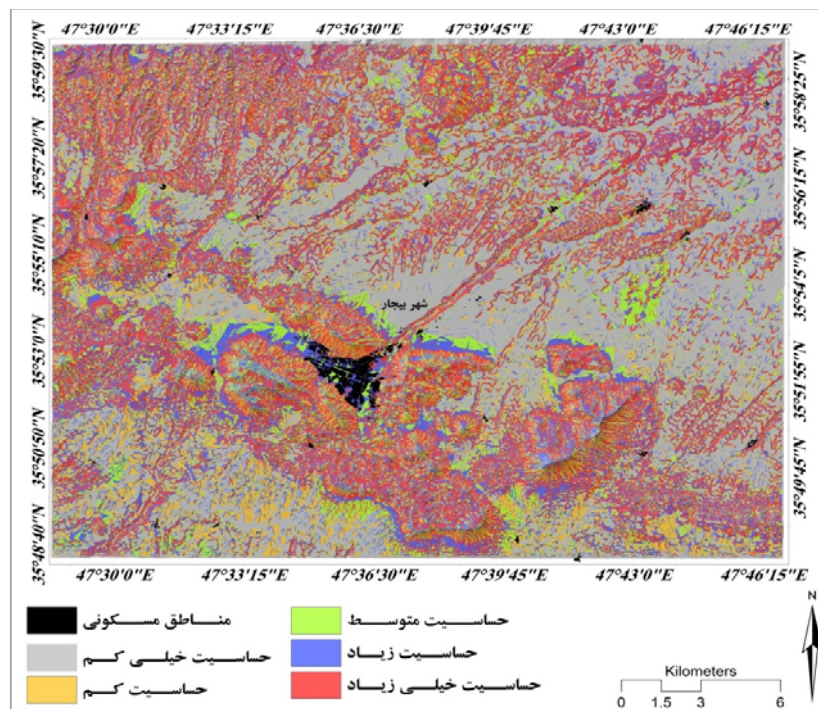 47°30'0"E 47°33'15"E 47°36'30"E 47°39'45"E 47°43'0"E 47°46'15"E
35°59'30"N
35°57'20"N
35°55'10"N
35°53'0"N
35°50'50"N
35°48'40"N
35°58'25"N
35°56'15"N
35°54'5"N
35°51'55"N
35°49'45"N
شهر بیجار
47°30'0"E 47°33'15"E 47°36'30"E 47°39'45"E 47°43'0"E 47°46'15"E
مناطق مسکونی
حساسیت خیلی کم
حساسیت کم
حساسیت متوسط
حساسیت زیاد
حساسیت خیلی زیاد
N
Kilometers
0 1.5 3 6